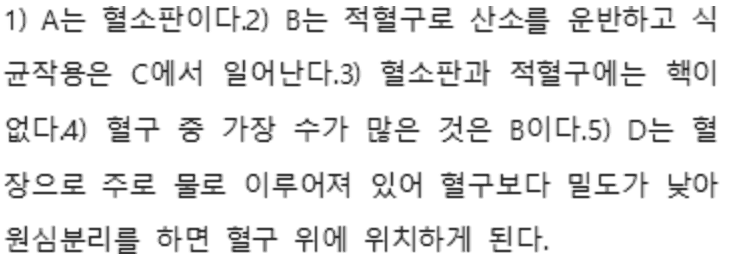 1) A는 혈소판이다.2) B는 적혈구로 산소를 운반하고 식
균작용은 C에서 일어난다.3) 혈소판과 적혈구에는 핵이
없다.4) 혈구 중 가장 수가 많은 것은 B이다.5) D는 혈
장으로 주로 물로 이루어져 있어 혈구보다 밀도가 낮아
원심분리를 하면 혈구 위에 위치하게 된다.